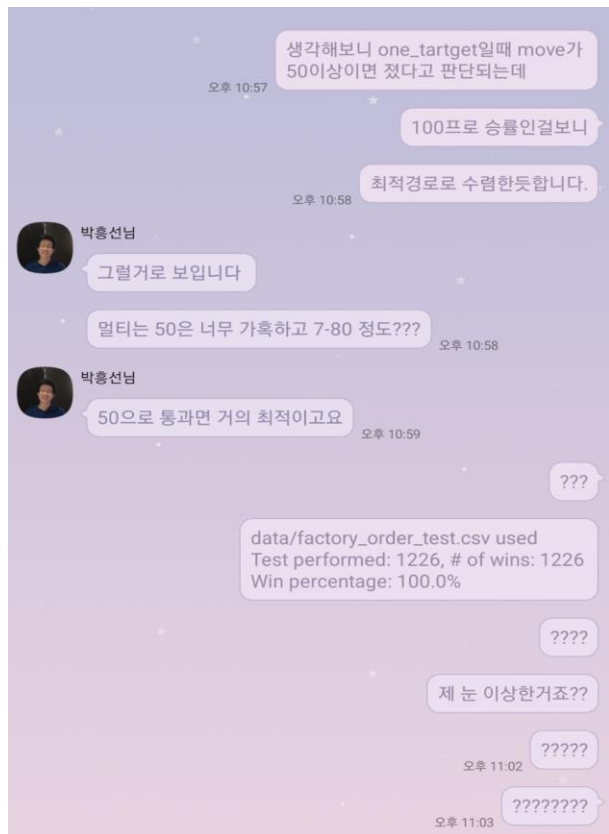 생각해보니 one_tartget일때 move가
50이상이면 졌다고 판단되는데
오후 10:57
100프로 승률인걸보니
최적경로로 수렴한듯합니다.
오후 10:58
박흥선님
그럴거로 보입니다
멀티는 50은 너무 가혹하고 7-80 정도???
오후 10:58
박흥선님
50으로 통과면 거의 최적이고요
오후 10:59
???
data/factory_order_test.csv used
Test performed: 1226, # of wins: 1226
Win percentage: 100.0%
????
제 눈 이상한거죠??
?????
오후 11:02
????????
오후 11:03